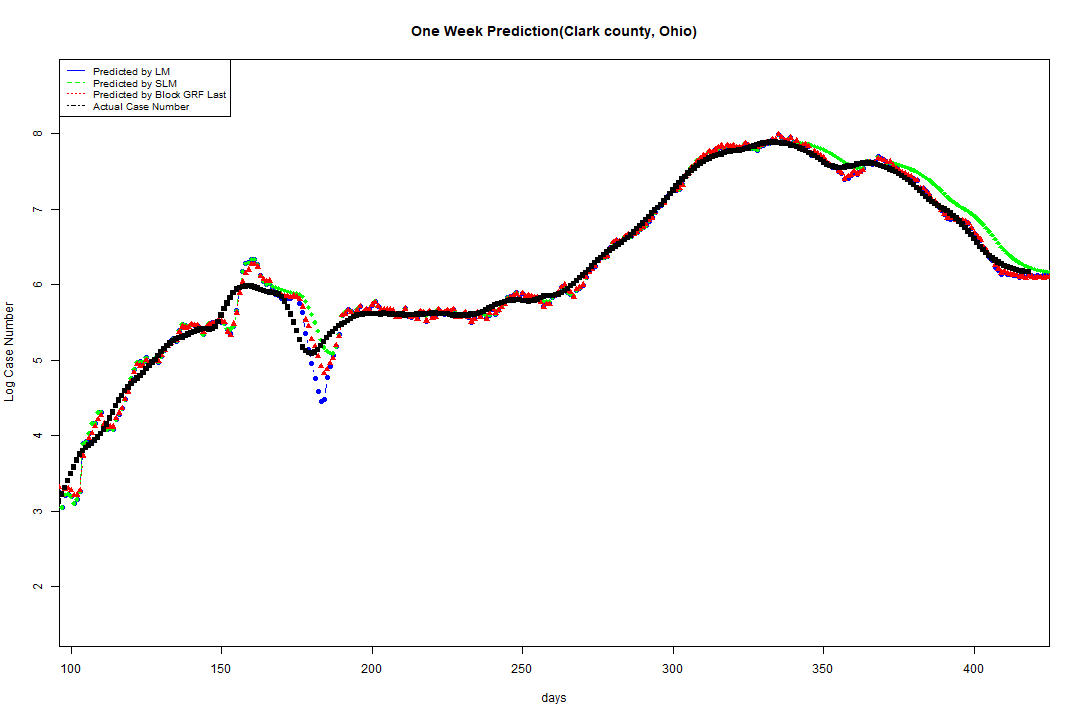 One Week Prediction(Clark county, Ohio)
Predicted by LM
Predicted by SLM
Predicted by Block GRF Last
Actual Case Number
Log Case Number
8
7
6
5
4
3
2
100 150 200 250 300 350 400
days